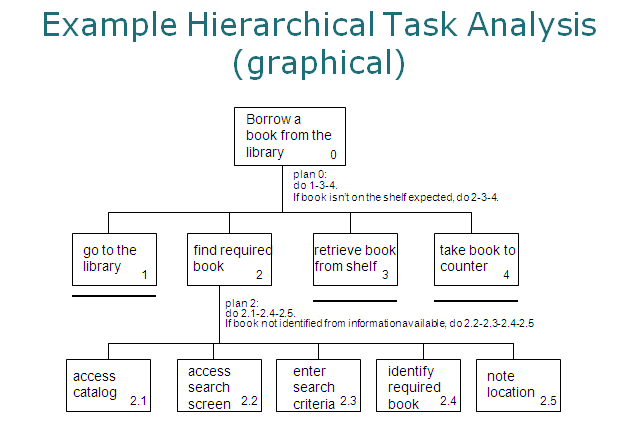 Example Hierarchical Task Analysis
(graphical)
Borrow a
book from the
library 0
plan 0:
do 1-3-4.
If book isn't on the shelf expected, do 2-3-4.
go to the
library 1
find required
book 2
retrieve book
from shelf 3
take book to
counter 4
plan 2:
do 2.1-2.4-2.5.
If book not identified from information available, do 2.2-2.3-2.4-2.5
access
catalog 2.1
access
search
screen 2.2
enter
search
criteria 2.3
identify
required
book 2.4
note
location 2.5